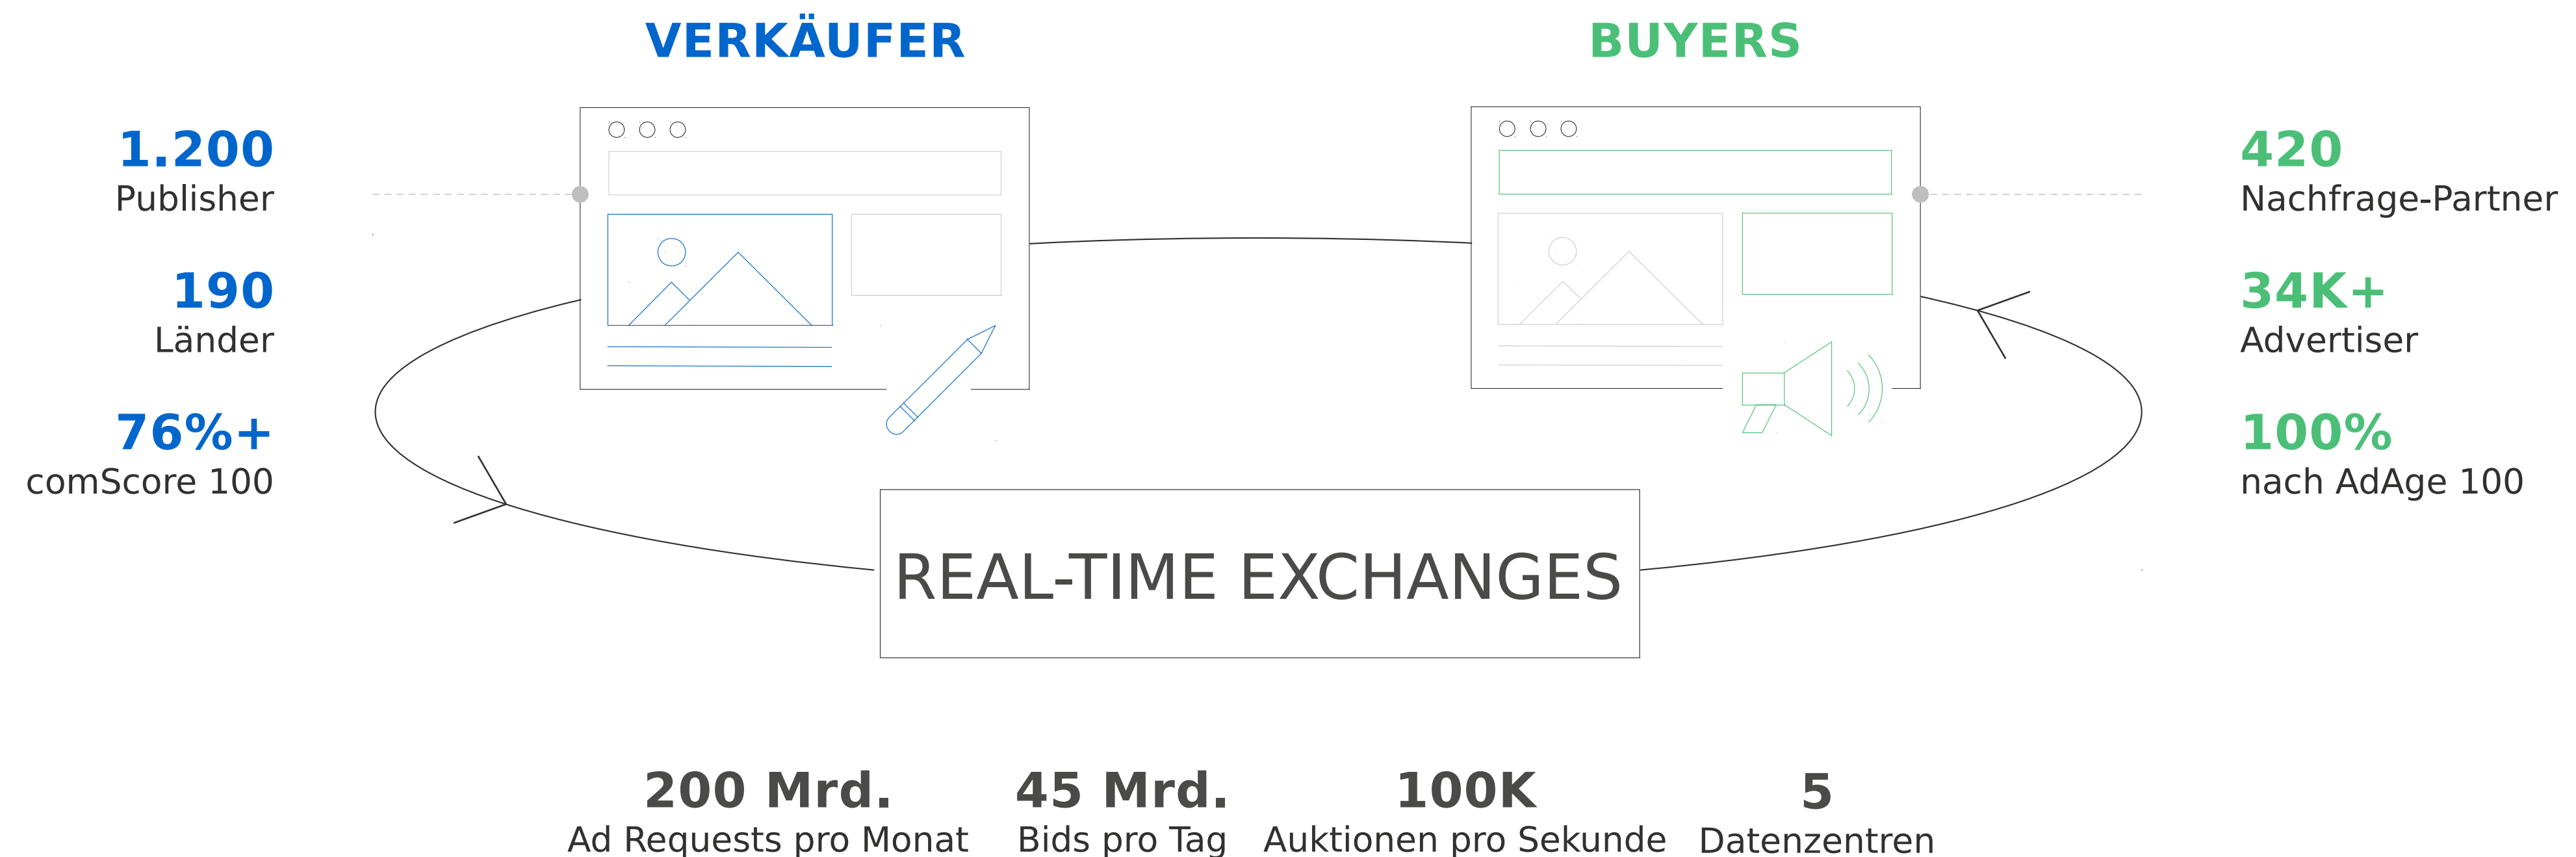 VERKÄUFER
BUYERS
1.200
Publisher
190
Länder
76%+
comScore 100
420
Nachfrage-Partner
34K+
Advertiser
100%
nach AdAge 100
REAL-TIME EXCHANGES
200 Mrd.
Ad Requests pro Monat
45 Mrd.
Bids pro Tag
100K
Auktionen pro Sekunde
5
Datenzentren